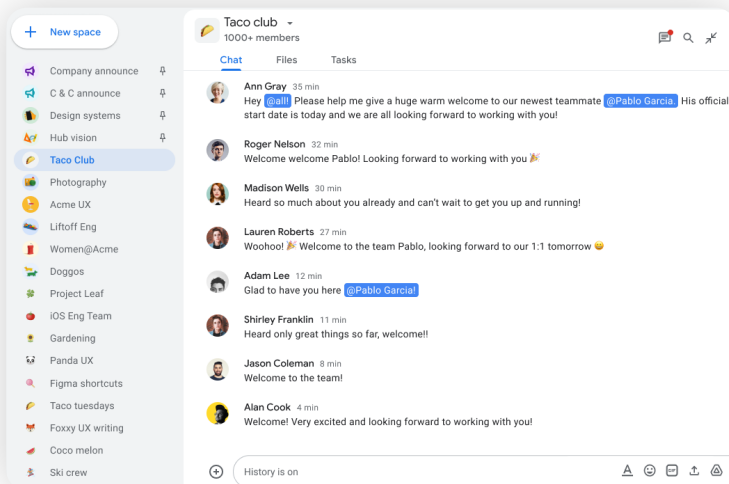 New space
Company announce
C & C announce
Design systems
Hub vision
Taco Club
Photography
Acme UX
Liftoff Eng
Women@Acme
Doggos
Project Leaf
iOS Eng Team
Gardening
Panda UX
Figma shortcuts
Taco tuesdays
Foxxy UX writing
Coco melon
Ski crew
Taco club
1000+ members
Chat Files Tasks
Ann Gray 35 min
Hey @all! Please help me give a huge warm welcome to our newest teammate @Pablo Garcia. His official
start date is today and we are all looking forward to working with you!
Roger Nelson 32 min
Welcome welcome Pablo! Looking forward to working with you 🎉
Madison Wells 30 min
Heard so much about you already and can't wait to get you up and running!
Lauren Roberts 27 min
Woohoo! 🎉 Welcome to the team Pablo, looking forward to our 1:1 tomorrow 😄
Adam Lee 12 min
Glad to have you here @Pablo Garcia!
Shirley Franklin 11 min
Heard only great things so far, welcome!!
Jason Coleman 8 min
Welcome to the team!
Alan Cook 4 min
Welcome! Very excited and looking forward to working with you!
History is on
GIF